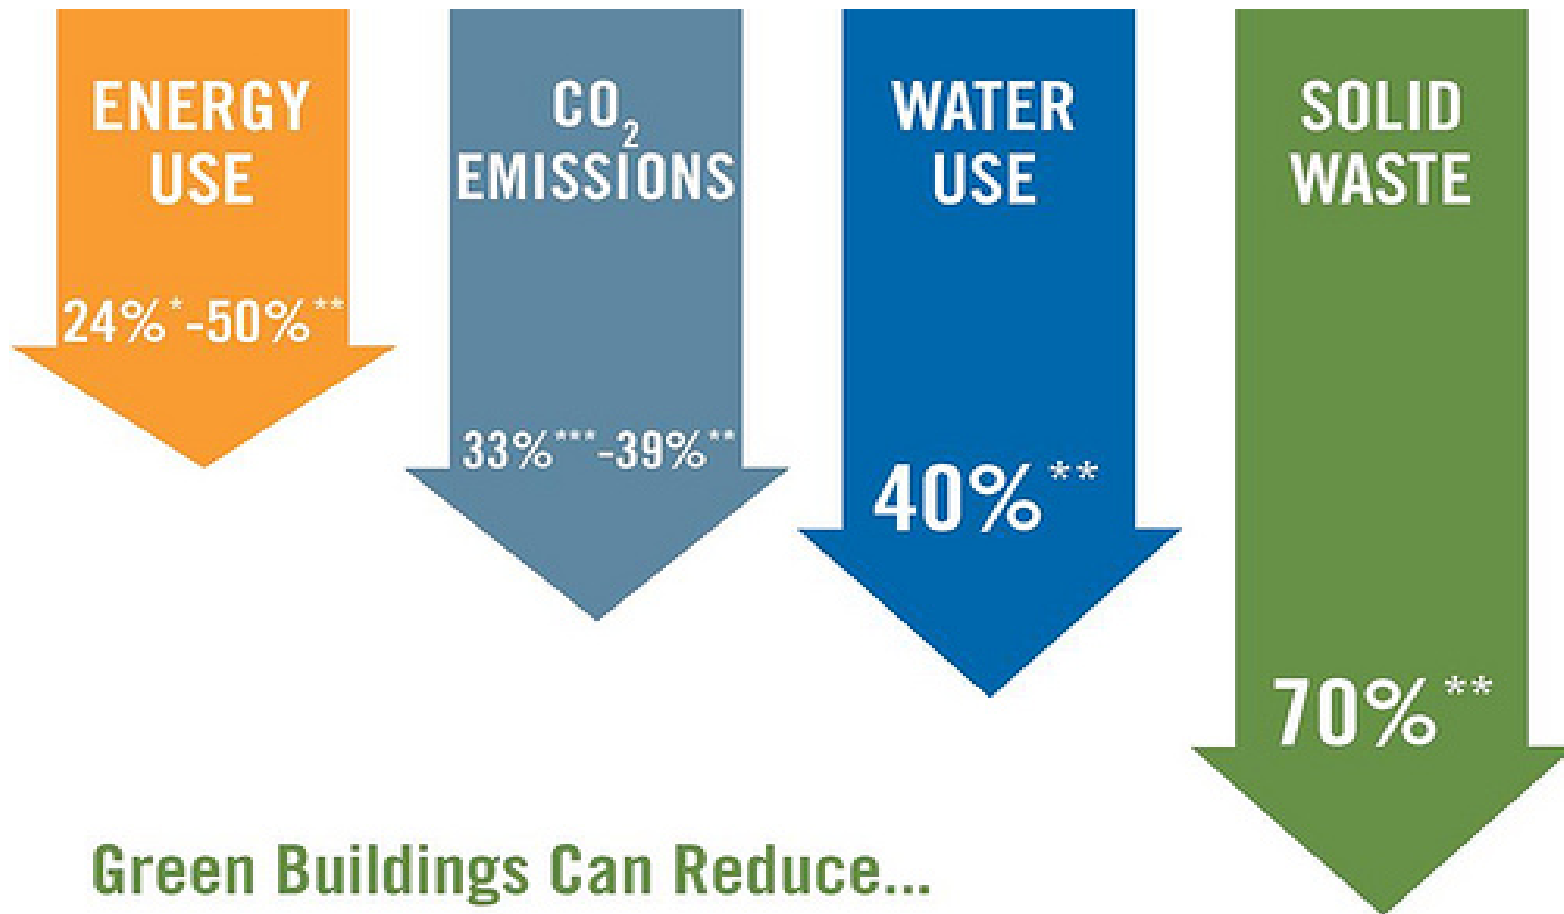 ENERGY
USE
24%*-50%**
CO₂
EMISSIONS
33%***-39%**
WATER
USE
40%**
SOLID
WASTE
70%**
Green Buildings Can Reduce...